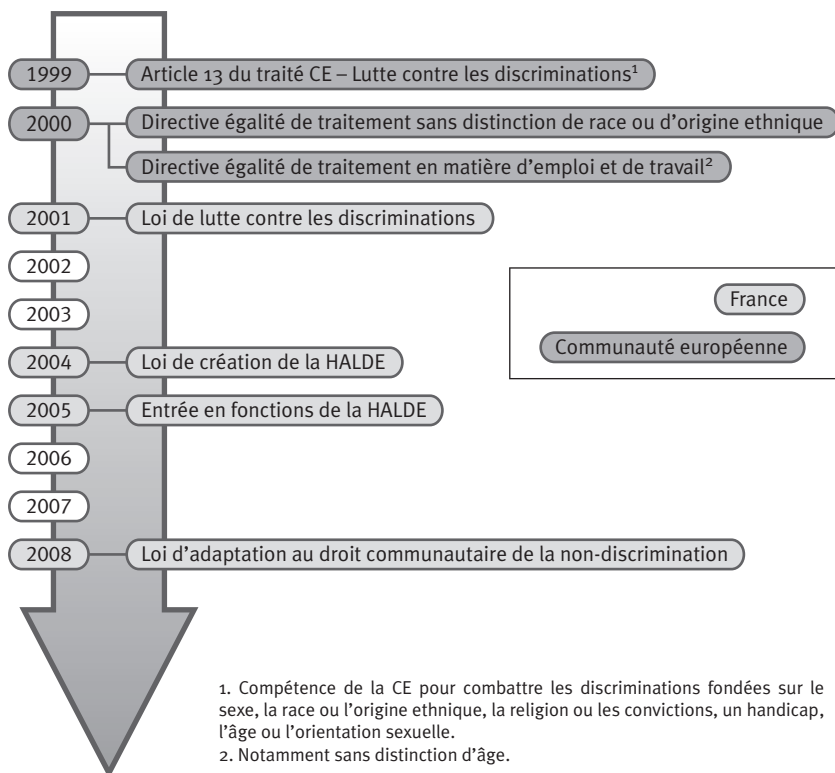 1999 Article 13 du traité CE – Lutte contre les discriminations¹
2000 Directive égalité de traitement sans distinction de race ou d'origine ethnique
Directive égalité de traitement en matière d'emploi et de travail²
2001 Loi de lutte contre les discriminations
2002
2003
France
Communauté européenne
2004 Loi de création de la HALDE
2005 Entrée en fonctions de la HALDE
2006
2007
2008 Loi d'adaptation au droit communautaire de la non-discrimination
1. Compétence de la CE pour combattre les discriminations fondées sur le
sexe, la race ou l'origine ethnique, la religion ou les convictions, un handicap,
l'âge ou l'orientation sexuelle.
2. Notamment sans distinction d'âge.